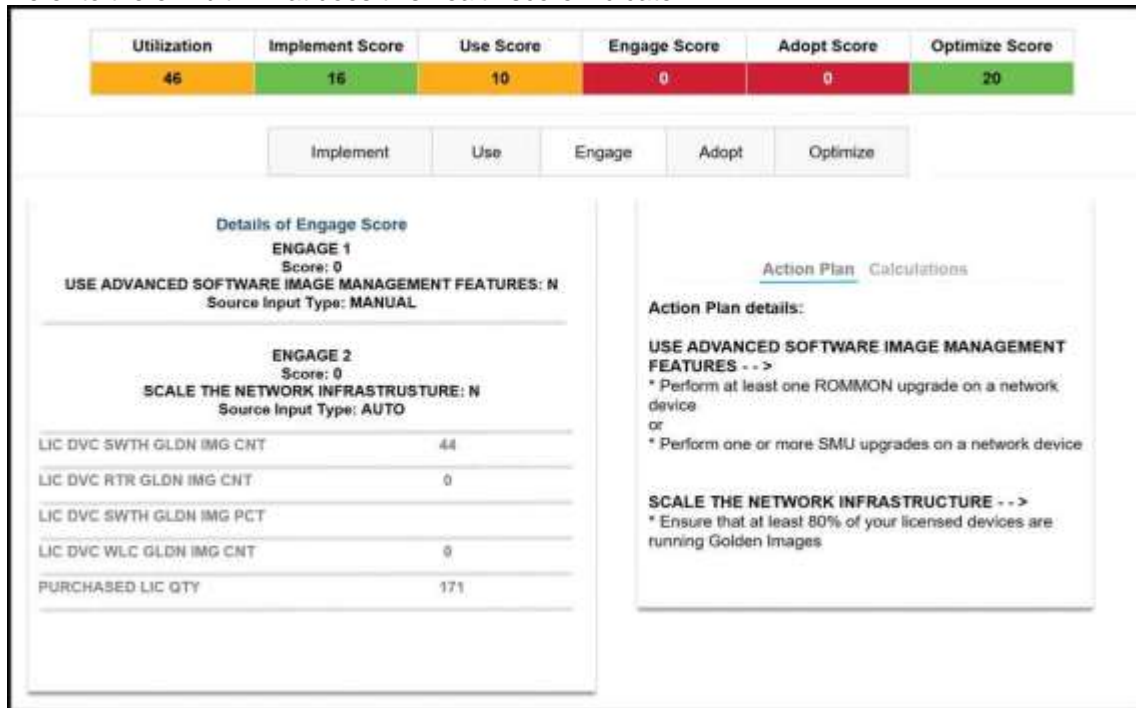 Utilization Implement Score Use Score Engage Score Adopt Score Optimize Score
46 16 10 0 0 20
Implement Use Engage Adopt Optimize
Details of Engage Score
ENGAGE 1
Score: 0
USE ADVANCED SOFTWARE IMAGE MANAGEMENT FEATURES: N
Source Input Type: MANUAL
ENGAGE 2
Score: 0
SCALE THE NETWORK INFRASTRUSTURE: N
Source Input Type: AUTO
LIC DVC SWTH GLDN IMG CNT 44
LIC DVC RTR GLDN IMG CNT 0
LIC DVC SWTH GLDN IMG PCT
LIC DVC WLC GLDN IMG CNT 0
PURCHASED LIC QTY 171
Action Plan Calculations
Action Plan details:
USE ADVANCED SOFTWARE IMAGE MANAGEMENT
FEATURES - - >
* Perform at least one ROMMON upgrade on a network
device
or
* Perform one or more SMU upgrades on a network device
SCALE THE NETWORK INFRASTRUCTURE - - >
* Ensure that at least 80% of your licensed devices are
running Golden Images